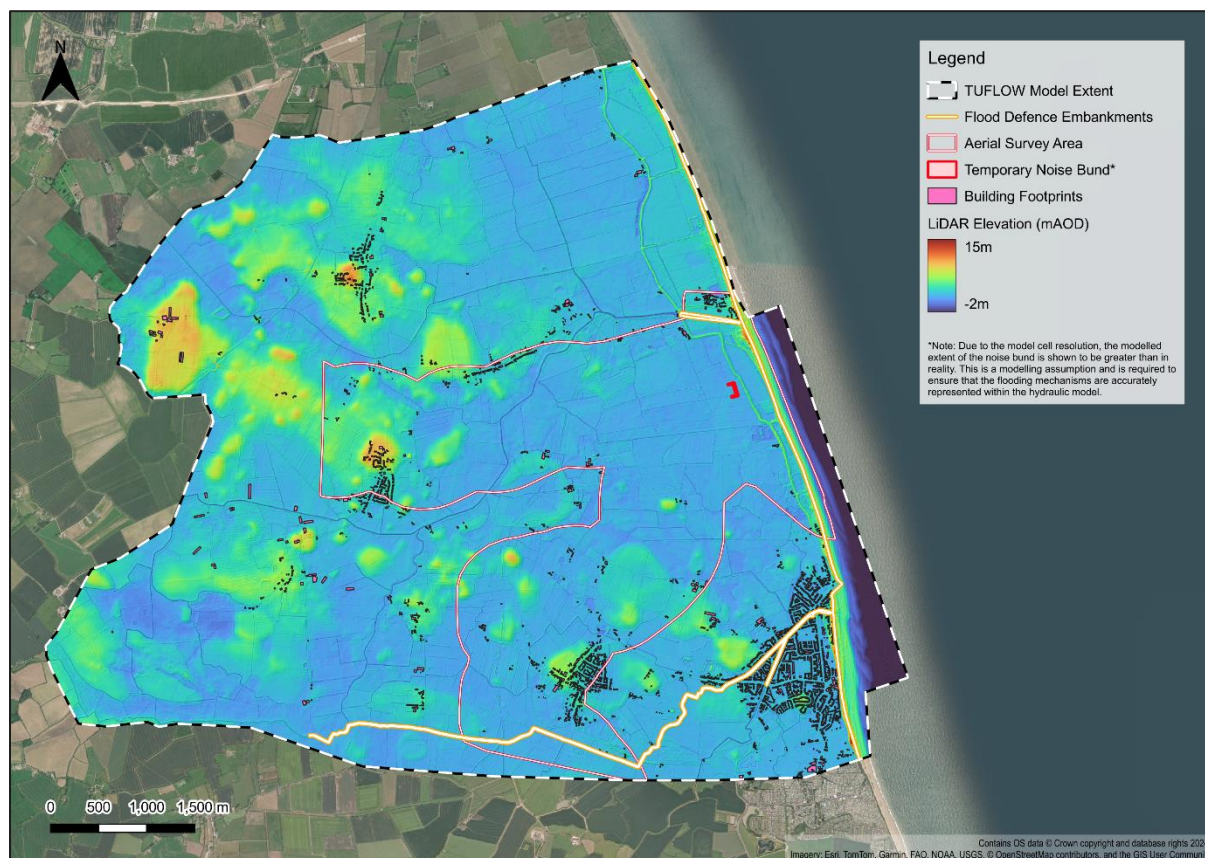 N
Legend
TUFLOW Model Extent
Flood Defence Embankments
Aerial Survey Area
Temporary Noise Bund*
Building Footprints
LiDAR Elevation (mAOD)
15m
-2m
*Note: Due to the model cell resolution, the modelled
extent of the noise bund is shown to be greater than in
reality. This is a modelling assumption and is required to
ensure that the flooding mechanisms are accurately
represented within the hydraulic model.
0 500 1,000 1,500 m
Contains OS data © Crown copyright and database rights
Imagery: Esri, TomTom, Garmin, FAO, NOAA, USGS, © OpenStreetMap contributors, and the GIS User